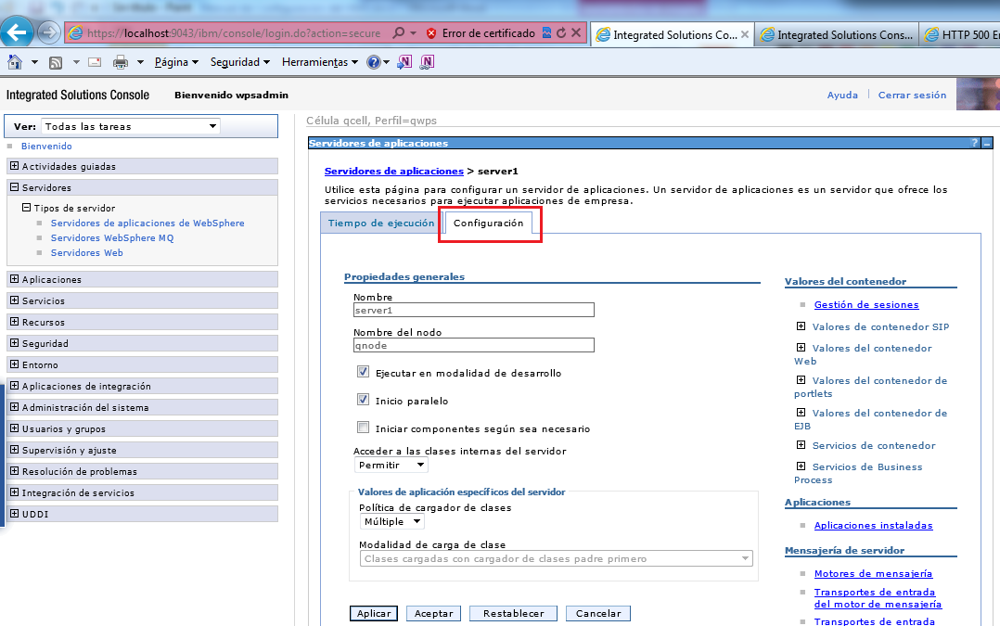 https://localhost:9043/ibm/console/login.do?action=secure
Error de certificado
Integrated Solutions Co...
Integrated Solutions Cons...
HTTP 500
Página
Seguridad
Herramientas
Integrated Solutions Console
Bienvenido wpsadmin
Ayuda
Cerrar sesión
Ver: Todas las tareas
Bienvenido
Actividades guiadas
Servidores
Tipos de servidor
Servidores de aplicaciones de WebSphere
Servidores WebSphere MQ
Servidores Web
Aplicaciones
Servicios
Recursos
Seguridad
Entorno
Aplicaciones de integración
Administración del sistema
Usuarios y grupos
Supervisión y ajuste
Resolución de problemas
Integración de servicios
UDDI
Célula qcell, Perfil=qwps
Servidores de aplicaciones
? _
Servidores de aplicaciones > server1
Utilice esta página para configurar un servidor de aplicaciones. Un servidor de aplicaciones es un servidor que ofrece los
servicios necesarios para ejecutar aplicaciones de empresa.
Tiempo de ejecución
Configuración
Propiedades generales
Nombre
server1
Nombre del nodo
qnode
Ejecutar en modalidad de desarrollo
Inicio paralelo
Iniciar componentes según sea necesario
Acceder a las clases internas del servidor
Permitir
Valores de aplicación específicos del servidor
Política de cargador de clases
Múltiple
Modalidad de carga de clase
Clases cargadas con cargador de clases padre primero
Aplicar
Aceptar
Restablecer
Cancelar
Valores del contenedor
Gestión de sesiones
Valores de contenedor SIP
Valores del contenedor
Web
Valores del contenedor de
portlets
Valores del contenedor de
EJB
Servicios de contenedor
Servicios de Business
Process
Aplicaciones
Aplicaciones instaladas
Mensajería de servidor
Motores de mensajería
Transportes de entrada
del motor de mensajería
Transportes de entrada